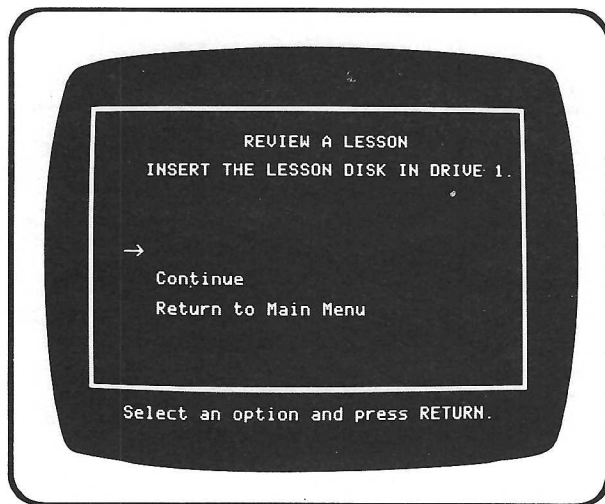 REVIEW A LESSON
INSERT THE LESSON DISK IN DRIVE 1.
→
Continue
Return to Main Menu
Select an option and press RETURN.